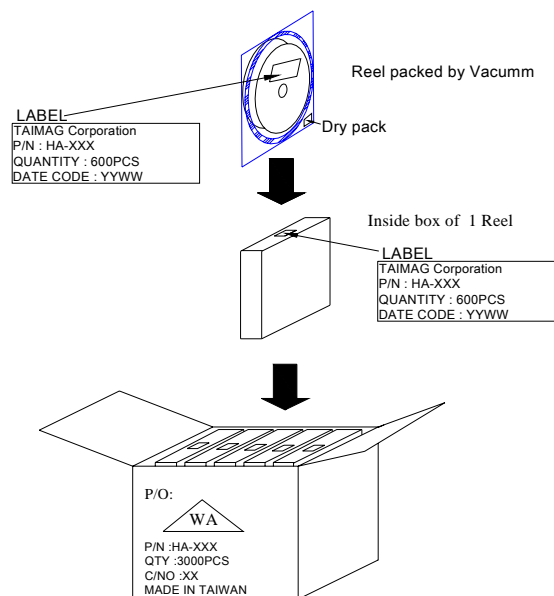 Reel packed by Vacumm
LABEL
TAIMAG Corporation
P/N : HA-XXX
QUANTITY : 600PCS
DATE CODE : YYWW
Dry pack
Inside box of 1 Reel
LABEL
TAIMAG Corporation
P/N : HA-XXX
QUANTITY : 600PCS
DATE CODE : YYWW
P/O:
WA
P/N :HA-XXX
QTY :3000PCS
C/NO :XX
MADE IN TAIWAN